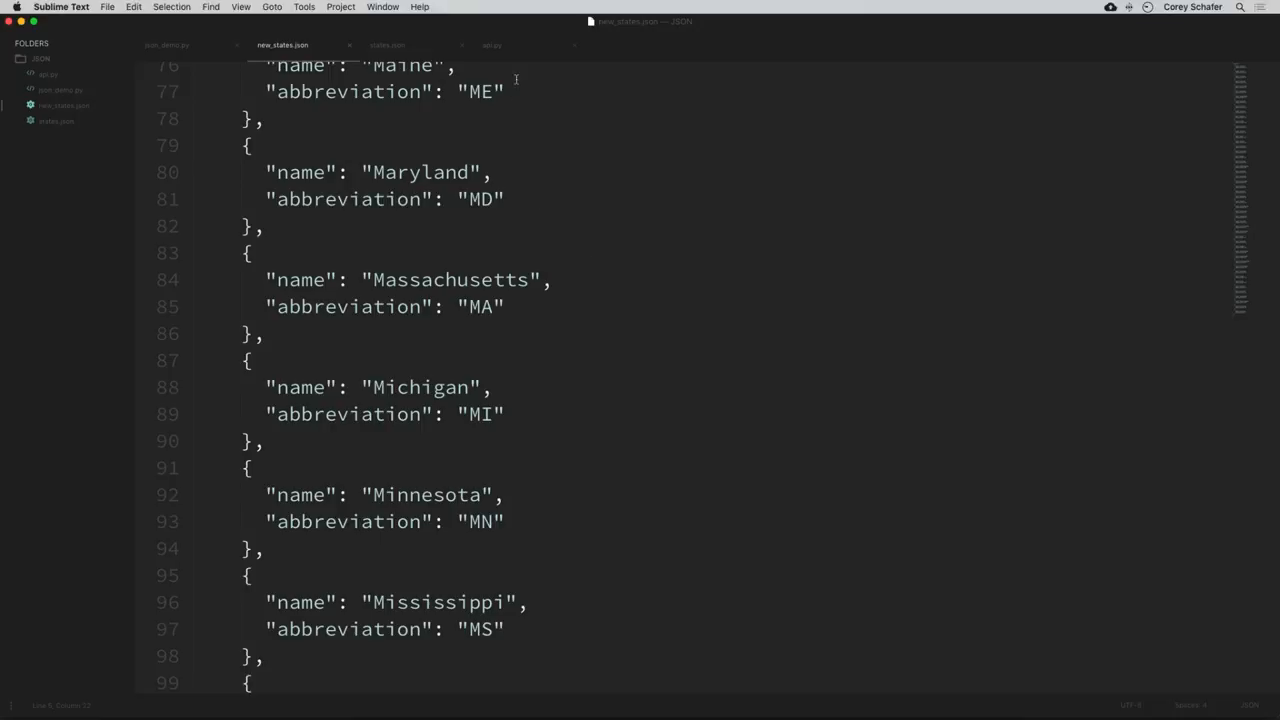 Sublime Text File Edit Selection Find View Goto Tools Project Window Help Corey Schafer
new_states.json — JSON
FOLDERS
JSON
api.py
json_demo.py
new_states.json
states.json
json_demo.py × new_states.json × states.json × api.py ×
76 "name": "Maine",
77 "abbreviation": "ME"
78 },
79 {
80 "name": "Maryland",
81 "abbreviation": "MD"
82 },
83 {
84 "name": "Massachusetts",
85 "abbreviation": "MA"
86 },
87 {
88 "name": "Michigan",
89 "abbreviation": "MI"
90 },
91 {
92 "name": "Minnesota",
93 "abbreviation": "MN"
94 },
95 {
96 "name": "Mississippi",
97 "abbreviation": "MS"
98 },
99 {
Line 5, Column 22 UTF-8 Spaces: 4 JSON